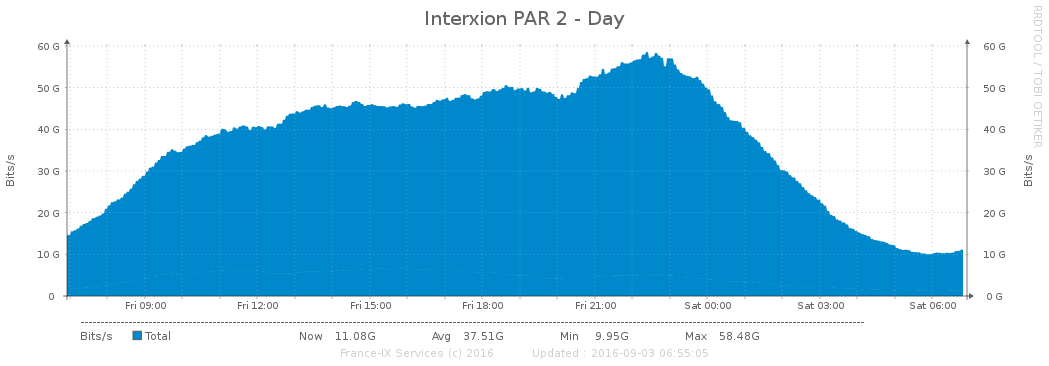 Interxion PAR 2 - Day
RRDTOOL / TOBI OETIKER
Bits/s
Bits/s
60 G 60 G
50 G 50 G
40 G 40 G
30 G 30 G
20 G 20 G
10 G 10 G
0 0 G
Fri 09:00 Fri 12:00 Fri 15:00 Fri 18:00 Fri 21:00 Sat 00:00 Sat 03:00 Sat 06:00
Bits/s Total Now 11.08G Avg 37.51G Min 9.95G Max 58.48G
France-IX Services (c) 2016 Updated : 2016-09-03 06:55:05